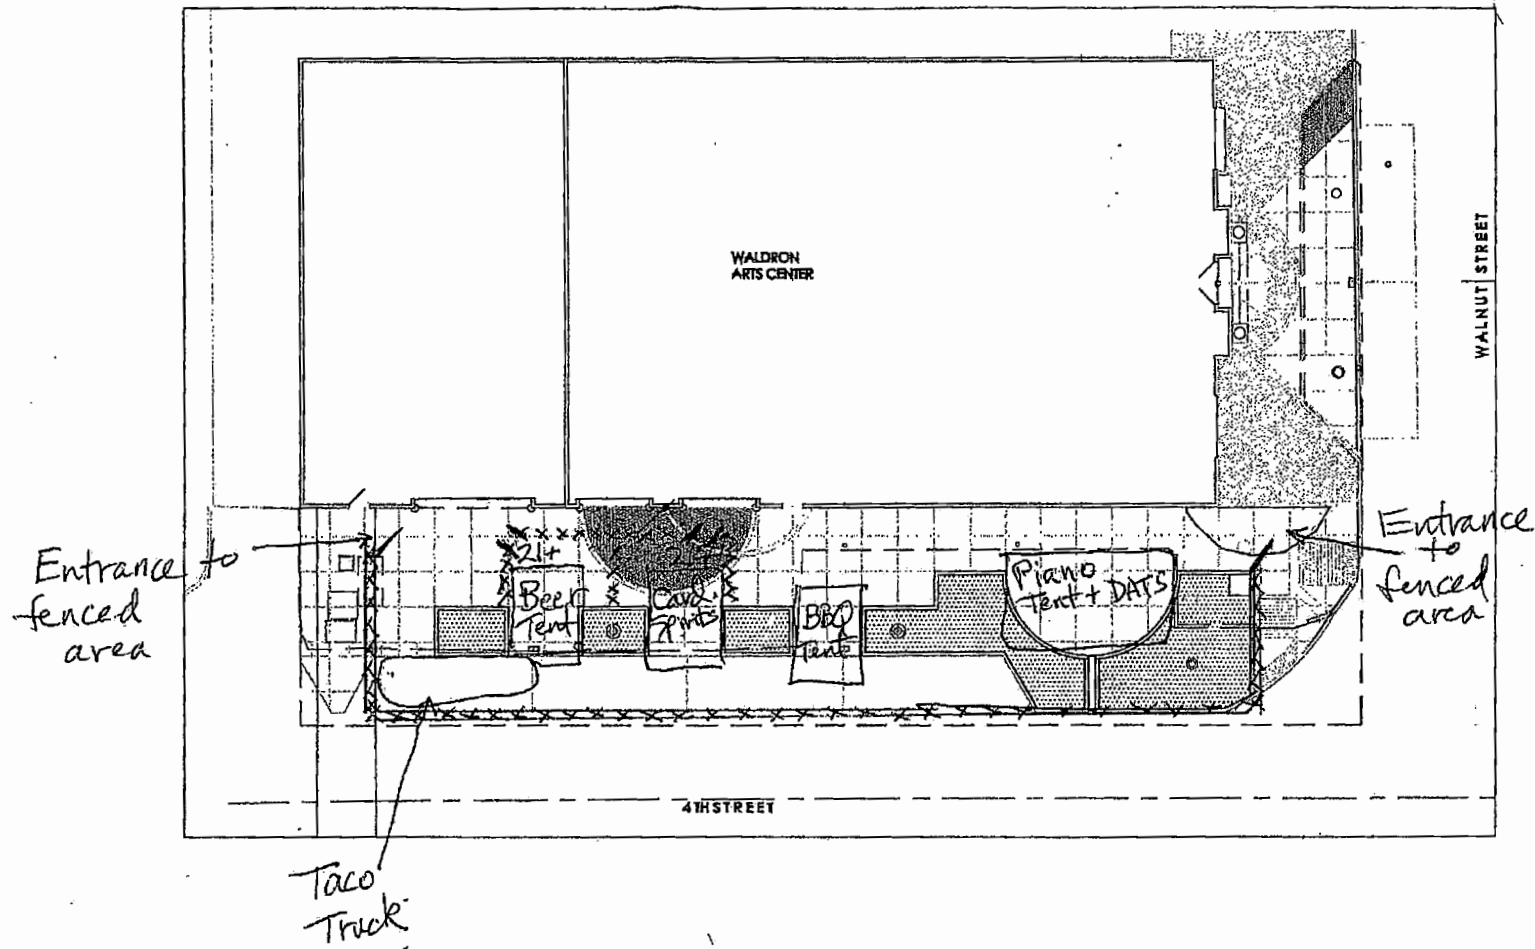 WALDRON
ARTS CENTER
WALNUT STREET
Entrance to
fenced
area
Entrance
to
fenced
area
21+
21+
Beer
Tent
Card.
Spirits
BBQ
Tent
Piano
Tent + DATS
4TH STREET
Taco
Truck